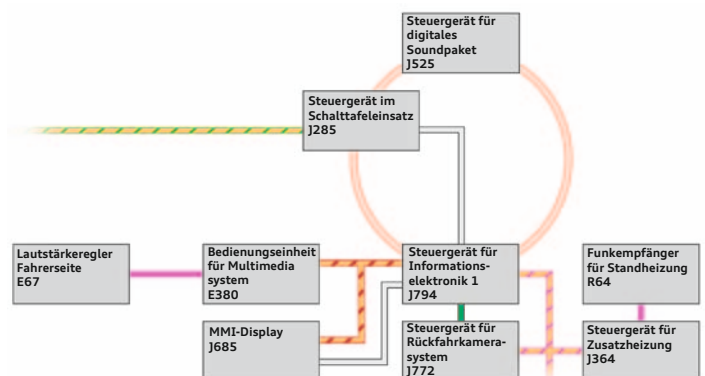 Steuergerät für
digitales
Soundpaket
J525
Steuergerät im
Schalttafeleinsatz
J285
Lautstärkeregler
Fahrerseite
E67
Bedienungseinheit
für Multimedia
system
E380
Steuergerät für
Informations-
elektronik 1
J794
Funkempfänger
für Standheizung
R64
MMI-Display
J685
Steuergerät für
Rückfahrkamera-
system
J772
Steuergerät für
Zusatzheizung
J364